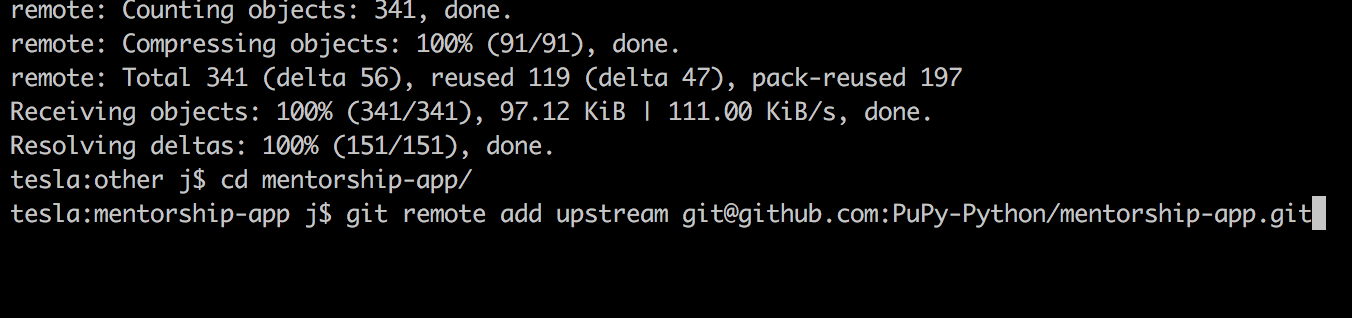 remote: Counting objects: 341, done.
remote: Compressing objects: 100% (91/91), done.
remote: Total 341 (delta 56), reused 119 (delta 47), pack-reused 197
Receiving objects: 100% (341/341), 97.12 KiB | 111.00 KiB/s, done.
Resolving deltas: 100% (151/151), done.
tesla:other j$ cd mentorship-app/
tesla:mentorship-app j$ git remote add upstream git@github.com:PuPy-Python/mentorship-app.git